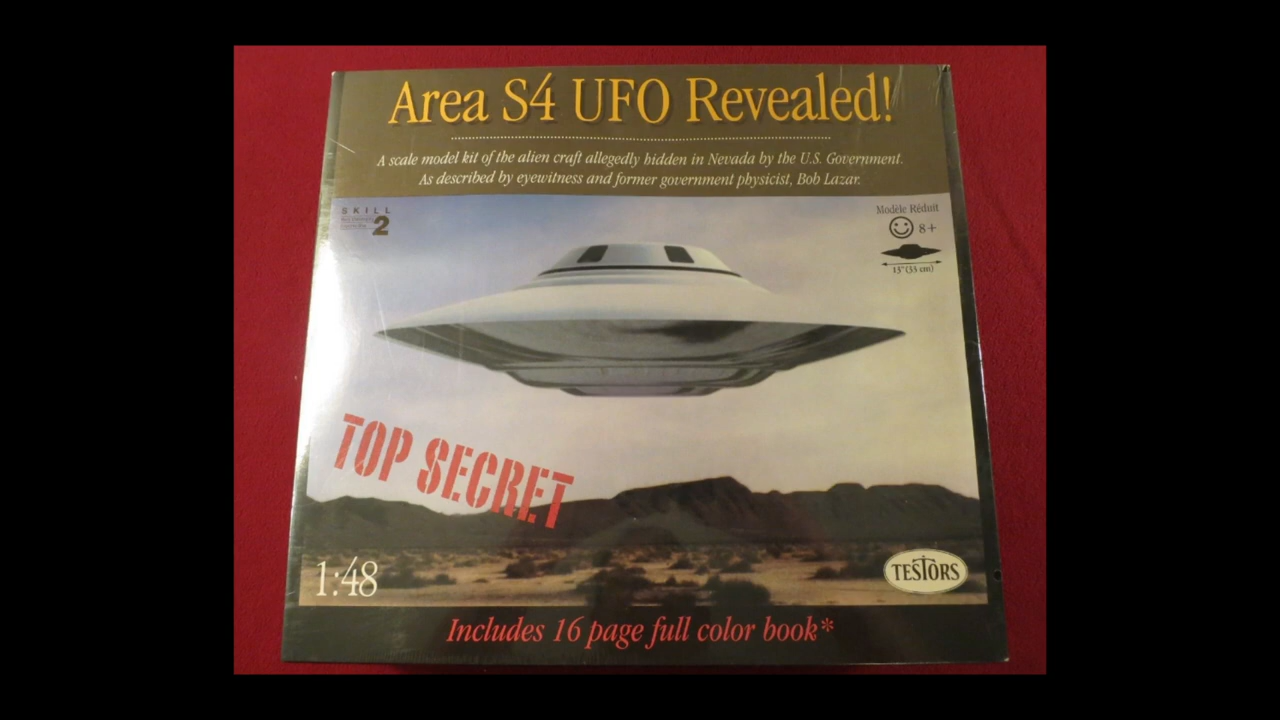 Area S4 UFO Revealed!
A scale model kit of the alien craft allegedly hidden in Nevada by the U.S. Government.
As described by eyewitness and former government physicist, Bob Lazar.
SKILL
2
Modèle Réduit
8+
13" (33 cm)
TOP SECRET
1:48
TESTORS
Includes 16 page full color book*